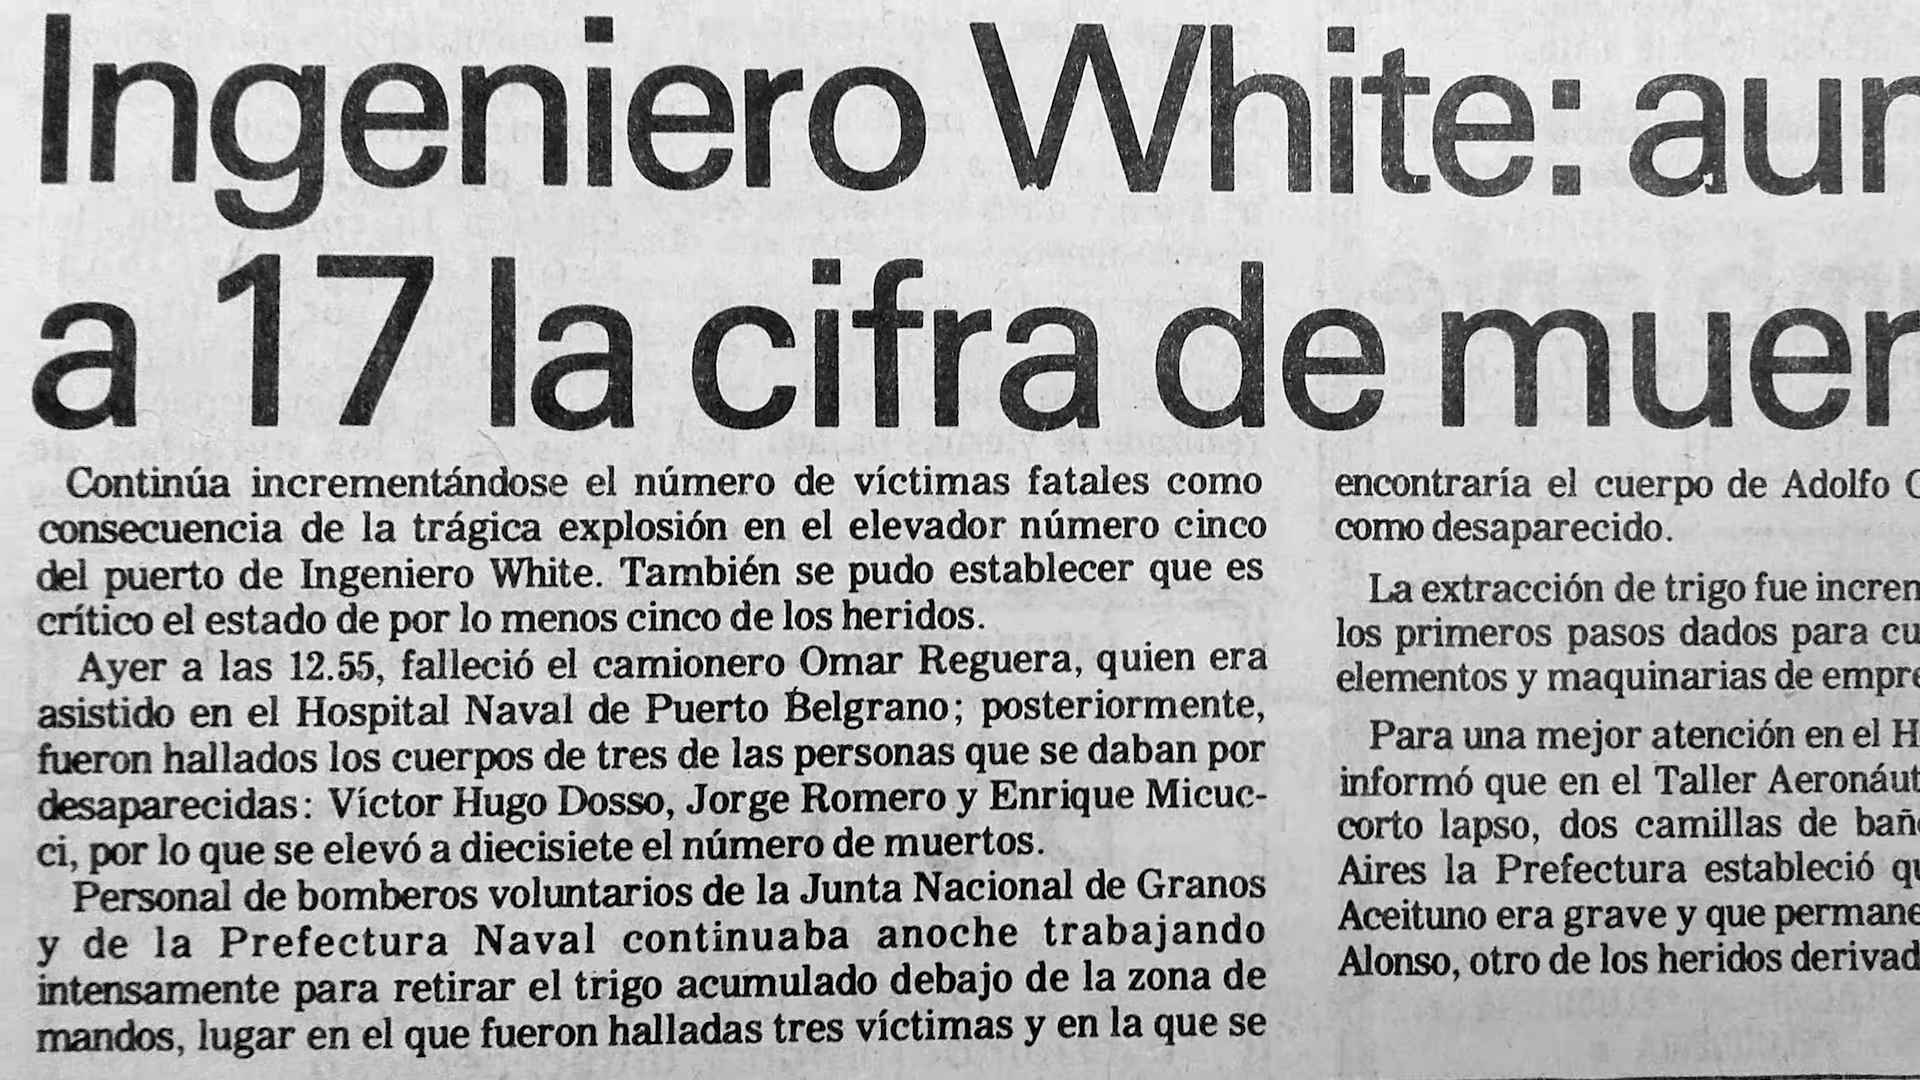 Ingeniero White:
a 17 la cifra de
Continúa incrementándose el número de víctimas fatales como
consecuencia de la trágica explosión en el elevador número cinco
del puerto de Ingeniero White. También se pudo establecer que es
crítico el estado de por lo menos cinco de los heridos.
Ayer a las 12.55, falleció el camionero Omar Reguera, quien era
asistido en el Hospital Naval de Puerto Belgrano; posteriormente,
fueron hallados los cuerpos de tres de las personas que se daban por
desaparecidas: Víctor Hugo Dosso, Jorge Romero y Enrique Micuc-
ci, por lo que se elevó a diecisiete el número de muertos.
Personal de bomberos voluntarios de la Junta Nacional de Granos
y de la Prefectura Naval continuaba anoche trabajando
intensamente para retirar el trigo acumulado debajo de la zona de
mandos, lugar en el que fueron halladas tres víctimas y en la que se
encontraría el cuerpo de Adolfo
como desaparecido.
La extracción de trigo fue
los primeros pasos dados para
elementos y maquinarias de
Para una mejor atención en el
informó que en el Taller
corto lapso, dos camillas de
Aires la Prefectura estableció
Aceituno era grave y que
Alonso, otro de los heridos